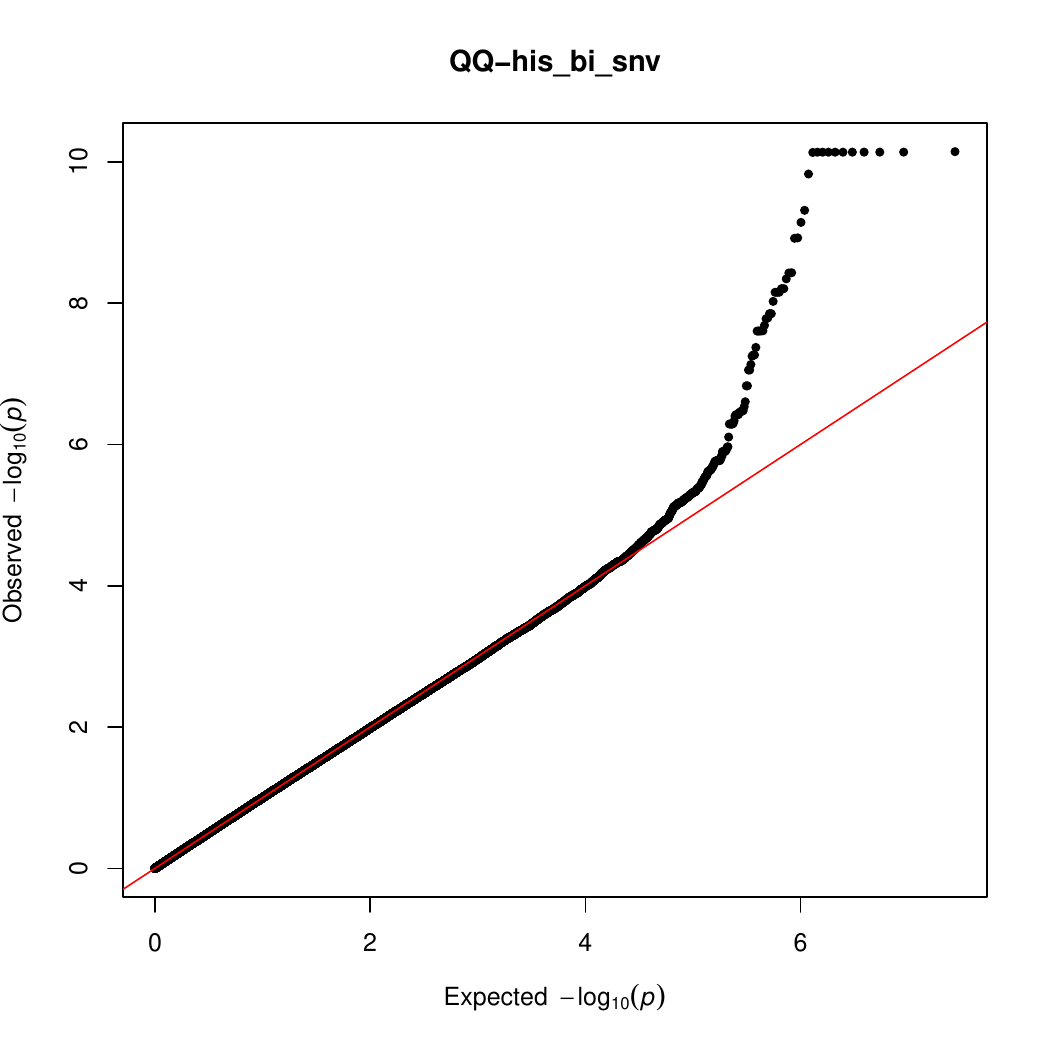 QQ−his_bi_snv
Observed −log10(p)
10
8
6
4
2
0
0 2 4 6
Expected −log10(p)